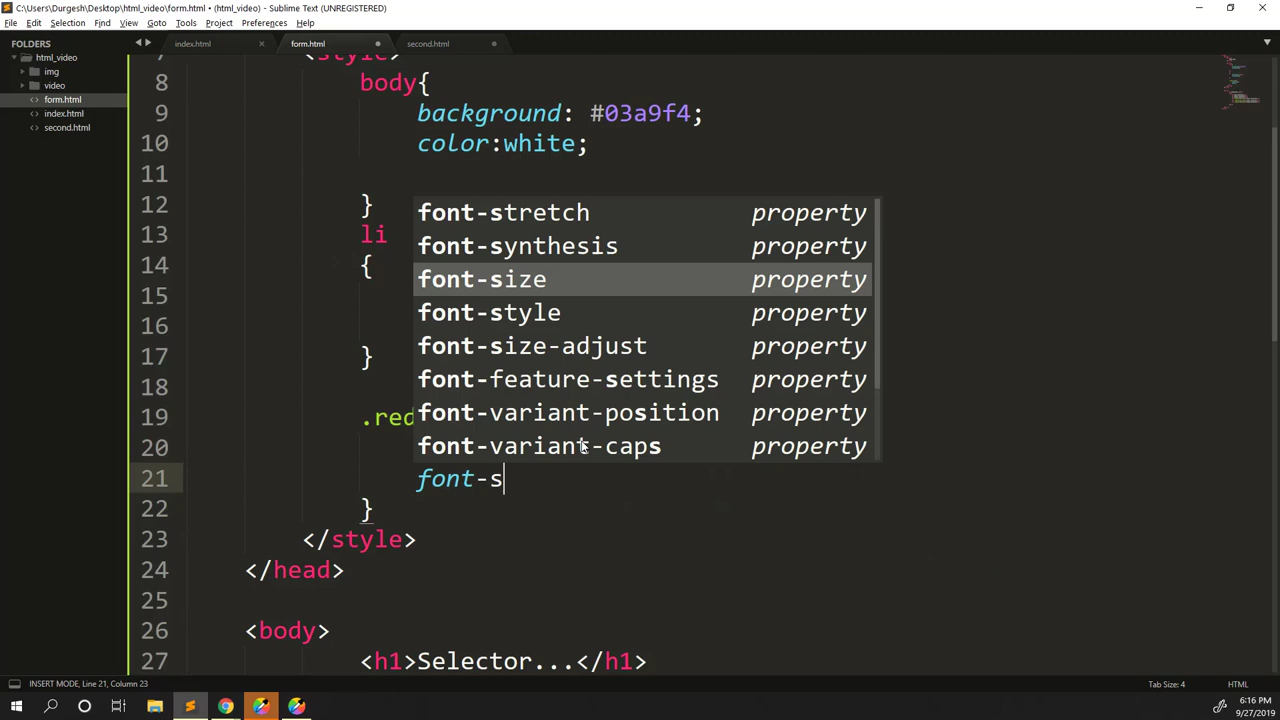 C:\Users\Durgesh\Desktop\html_video\form.html • (html_video) - Sublime Text (UNREGISTERED)
File Edit Selection Find View Goto Tools Project Preferences Help
FOLDERS
html_video
img
video
form.html
index.html
second.html
index.html form.html second.html
7 <style>
8 body{
9 background: #03a9f4;
10 color:white;
11
12 }
13 li
14 {
15
16
17 }
18
19 .red
20
21 font-s
22 }
23 </style>
24 </head>
25
26 <body>
27 <h1>Selector...</h1>
font-stretch property
font-synthesis property
font-size property
font-style property
font-size-adjust property
font-feature-settings property
font-variant-position property
font-variant-caps property
INSERT MODE, Line 21, Column 23 Tab Size: 4 HTML
6:16 PM
9/27/2019